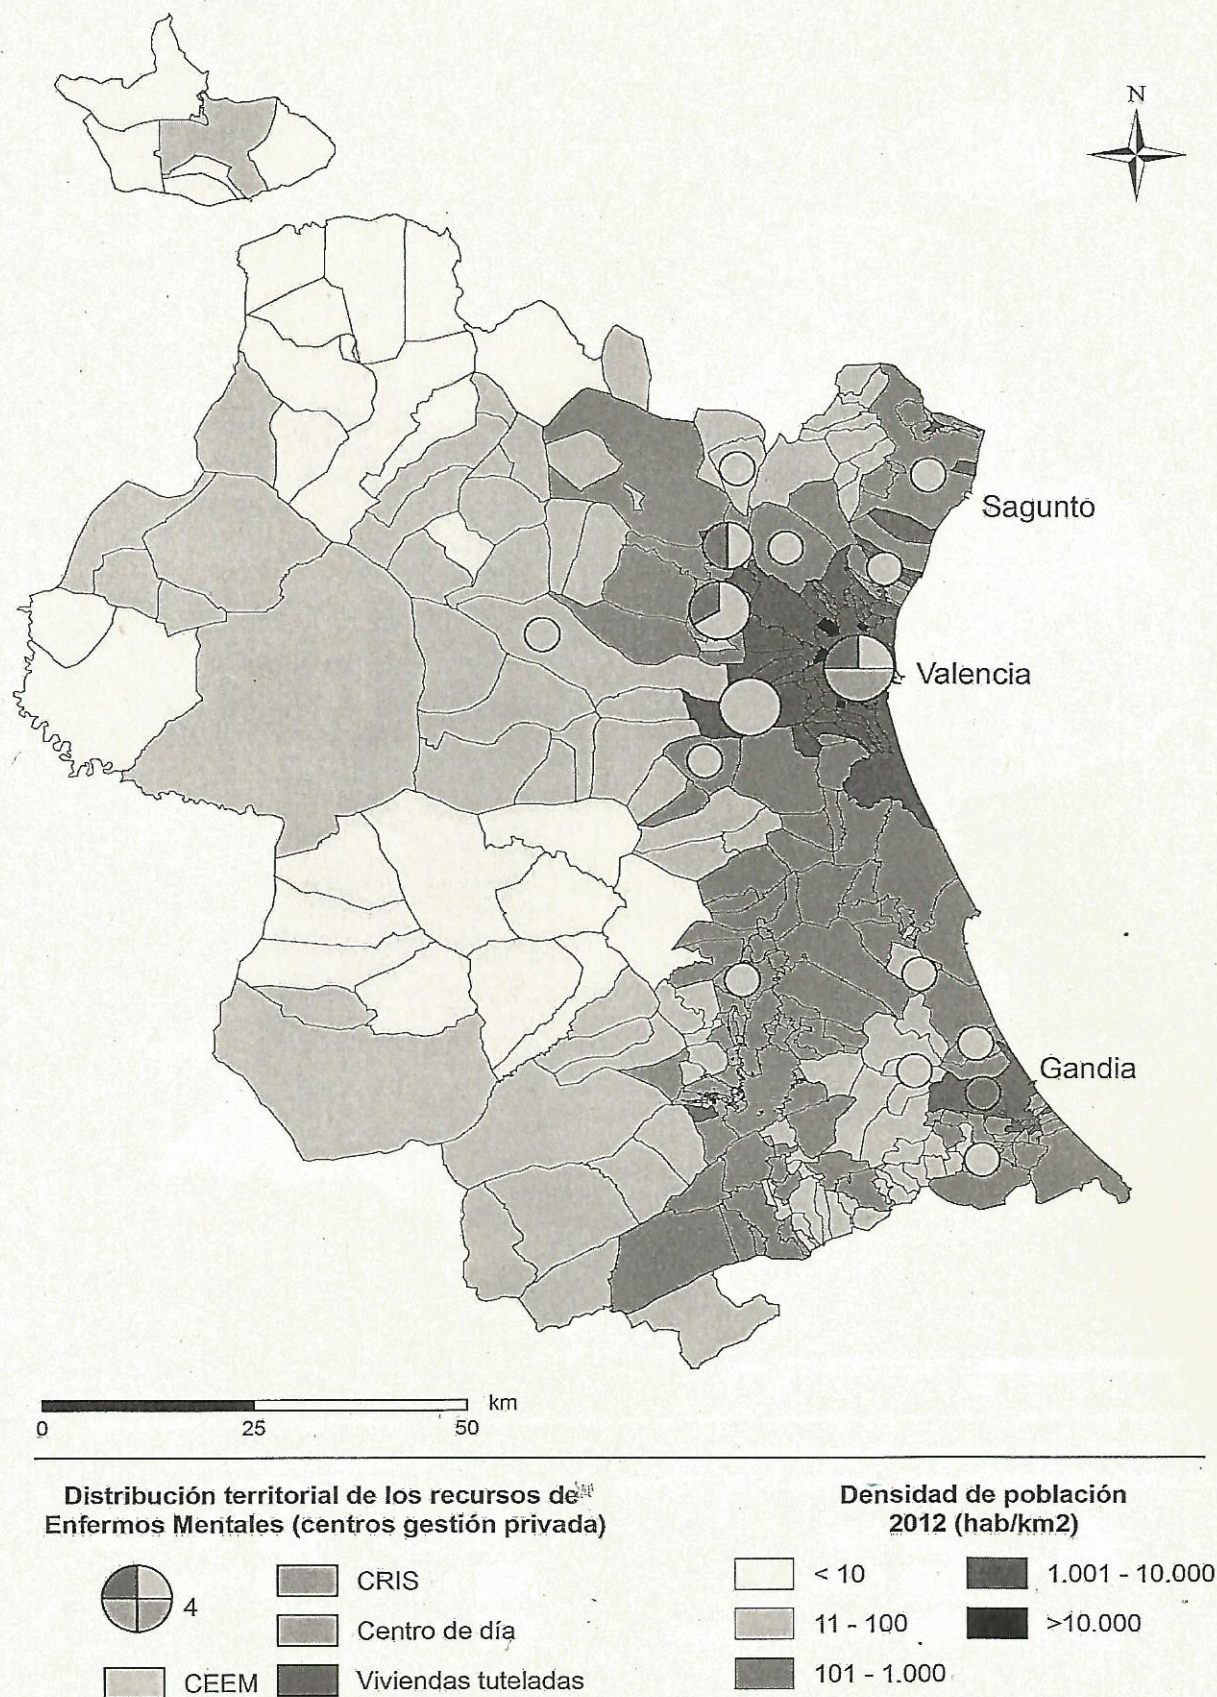 N
Sagunto
Valencia
Gandia
km
0 25 50
Distribución territorial de los recursos de
Enfermos Mentales (centros gestión privada)
4
CRIS
Centro de día
CEEM
Viviendas tuteladas
Densidad de población
2012 (hab/km2)
< 10
11 - 100
101 - 1.000
1.001 - 10.000
>10.000